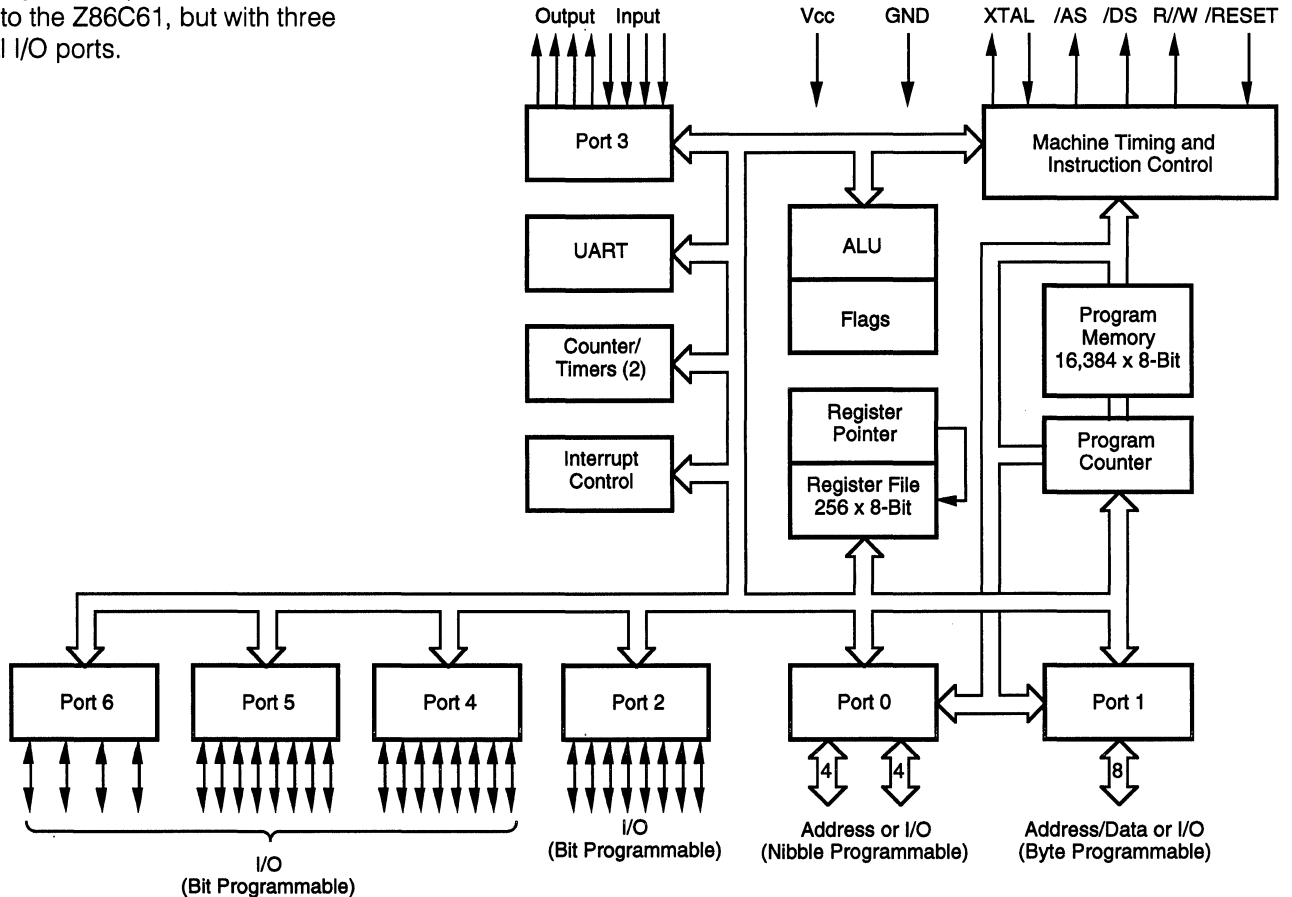 to the Z86C61, but with three
l I/O ports.
Output Input Vcc GND XTAL /AS /DS R//W /RESET
Port 3
Machine Timing and
Instruction Control
UART
ALU
Flags
Counter/
Timers (2)
Program
Memory
16,384 x 8-Bit
Register
Pointer
Program
Counter
Interrupt
Control
Register File
256 x 8-Bit
Port 6 Port 5 Port 4 Port 2 Port 0 Port 1
4 4 8
I/O
(Bit Programmable)
Address or I/O
(Nibble Programmable)
Address/Data or I/O
(Byte Programmable)
I/O
(Bit Programmable)